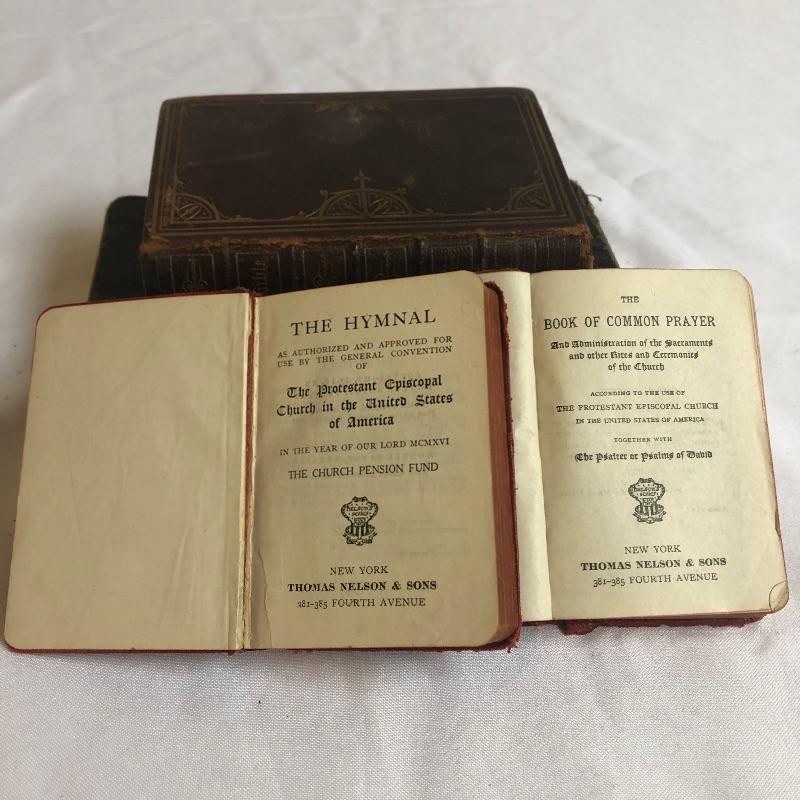 THE HYMNAL
AS AUTHORIZED AND APPROVED FOR
USE BY THE GENERAL CONVENTION
OF
The Protestant Episcopal
Church in the United States
of America
IN THE YEAR OF OUR LORD MCMXVI
THE CHURCH PENSION FUND
NELSON'S
SERIES
NEW YORK
THOMAS NELSON & SONS
381-385 FOURTH AVENUE
THE
BOOK OF COMMON PRAYER
And Administration of the Sacraments
and other Rites and Ceremonies
of the Church
ACCORDING TO THE USE OF
THE PROTESTANT EPISCOPAL CHURCH
IN THE UNITED STATES OF AMERICA
TOGETHER WITH
The Psalter or Psalms of David
NELSON'S
SERIES
NEW YORK
THOMAS NELSON & SONS
381-385 FOURTH AVENUE